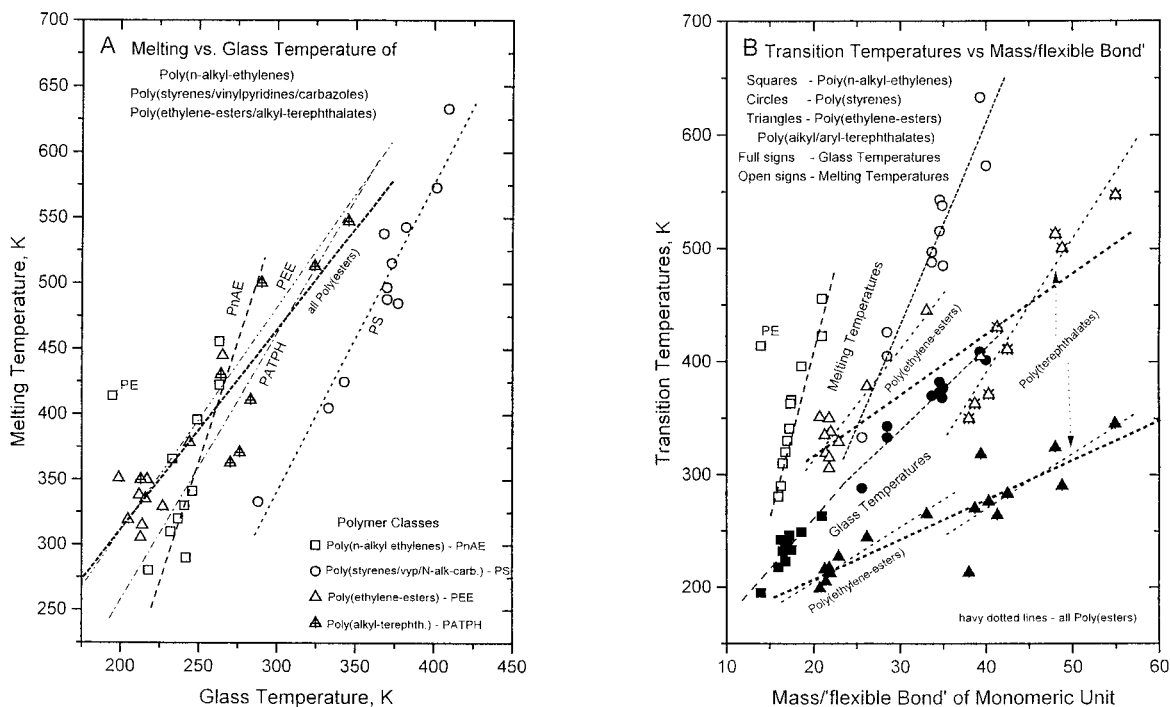 A Melting vs. Glass Temperature of
Poly(n-alkyl-ethylenes)
Poly(styrenes/vinylpyridines/carbazoles)
Poly(ethylene-esters/alkyl-terephthalates)
700
650
600
550
500
450
400
350
300
250
Melting Temperature, K
PE
PnAE
PEE
PATPH
all Poly(esters)
PS
Polymer Classes
Poly(n-alkyl ethylenes) - PnAE
Poly(styrenes/vyp/N-alk-carb.) - PS
Poly(ethylene-esters) - PEE
Poly(alkyl-terephth.) - PATPH
200 250 300 350 400 450
Glass Temperature, K
B Transition Temperatures vs Mass/flexible Bond'
Squares - Poly(n-alkyl-ethylenes)
Circles - Poly(styrenes)
Triangles - Poly(ethylene-esters)
Poly(alkyl/aryl-terephthalates)
Full signs - Glass Temperatures
Open signs - Melting Temperatures
700
600
500
400
300
200
Transition Temperatures, K
PE
Melting Temperatures
Poly(ethylene-esters)
Poly(terephthalates)
Glass Temperatures
Poly(ethylene-esters)
havy dotted lines - all Poly(esters)
10 20 30 40 50 60
Mass/'flexible Bond' of Monomeric Unit